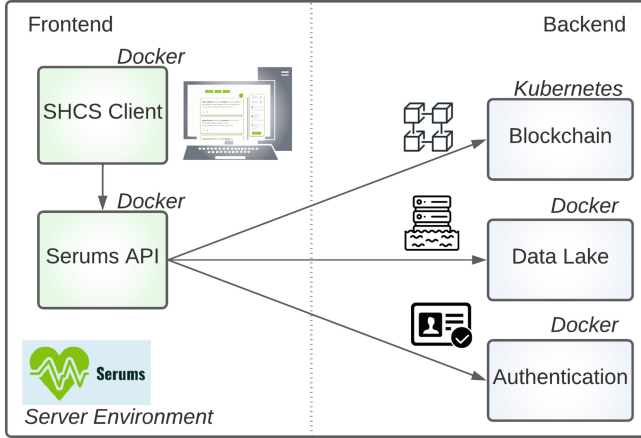 Frontend
Backend
Docker
SHCS Client
Kubernetes
Blockchain
Docker
Serums API
Docker
Data Lake
Docker
Authentication
Serums
Server Environment